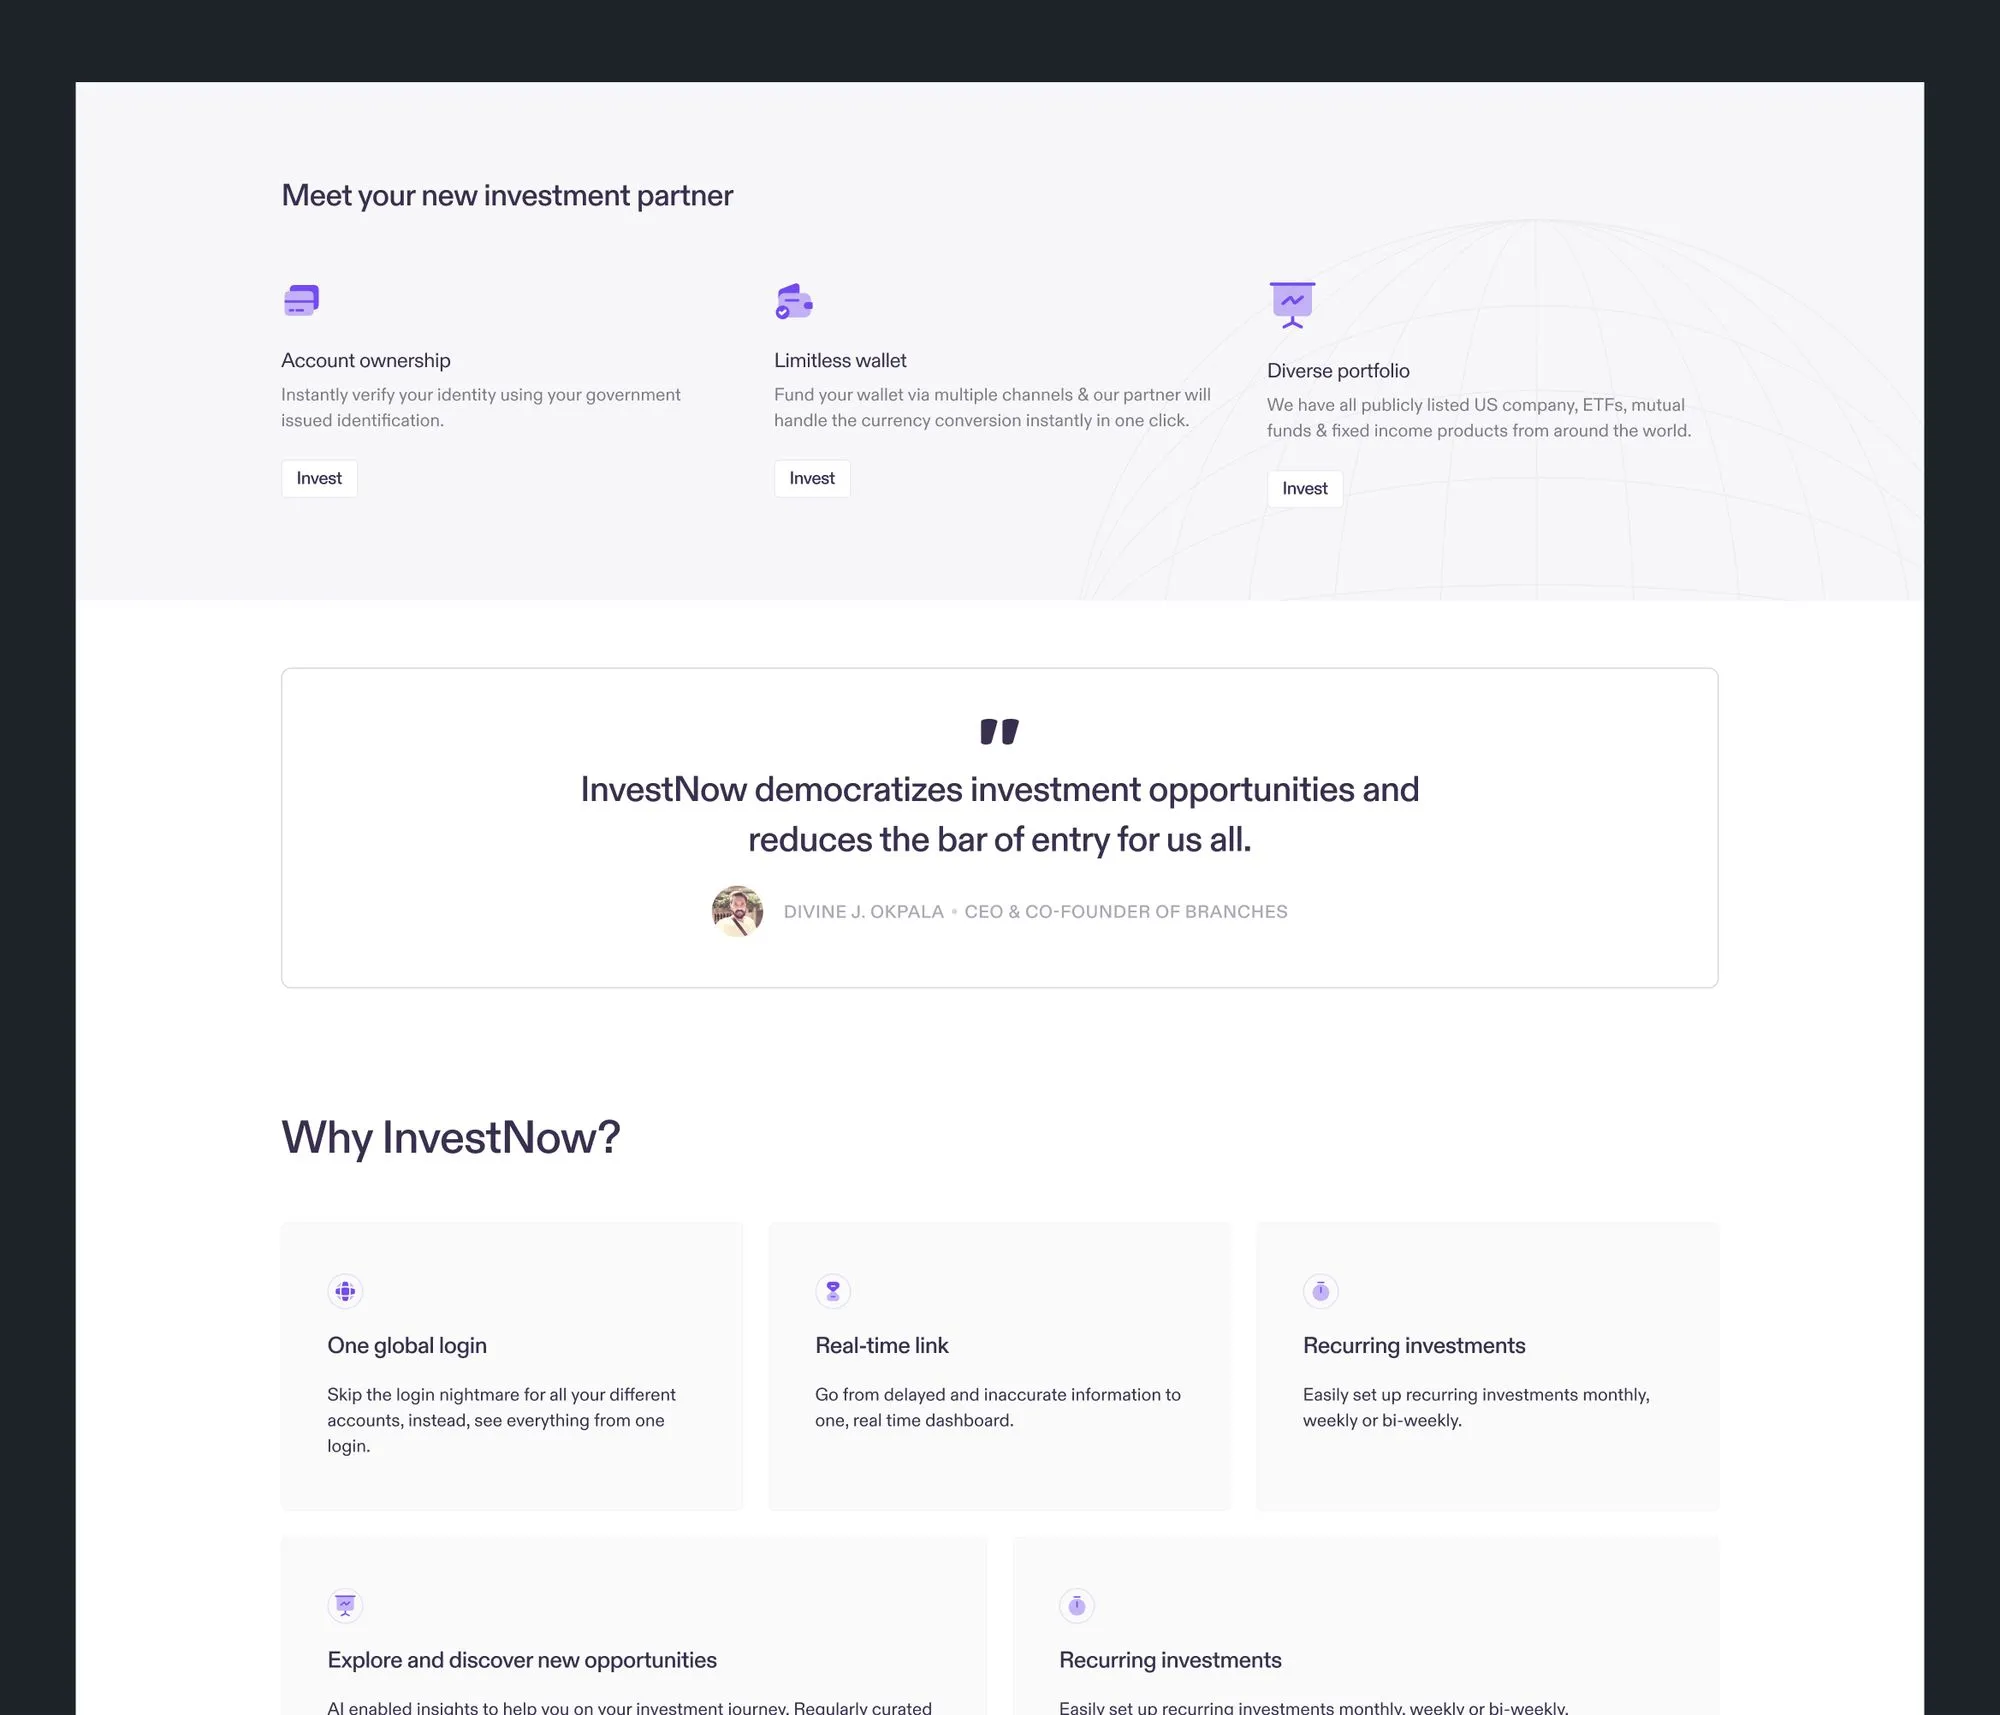 Meet your new investment partner
Account ownership
Instantly verify your identity using your government
issued identification.
Invest
Limitless wallet
Fund your wallet via multiple channels & our partner will
handle the currency conversion instantly in one click.
Invest
Diverse portfolio
We have all publicly listed US company, ETFs, mutual
funds & fixed income products from around the world.
Invest
"
InvestNow democratizes investment opportunities and
reduces the bar of entry for us all.
DIVINE J. OKPALA • CEO & CO-FOUNDER OF BRANCHES
Why InvestNow?
One global login
Skip the login nightmare for all your different
accounts, instead, see everything from one
login.
Real-time link
Go from delayed and inaccurate information to
one, real time dashboard.
Recurring investments
Easily set up recurring investments monthly,
weekly or bi-weekly.
Explore and discover new opportunities
AI enabled insights to help you on your investment journey. Regularly curated
Recurring investments
Easily set up recurring investments monthly, weekly or bi-weekly.